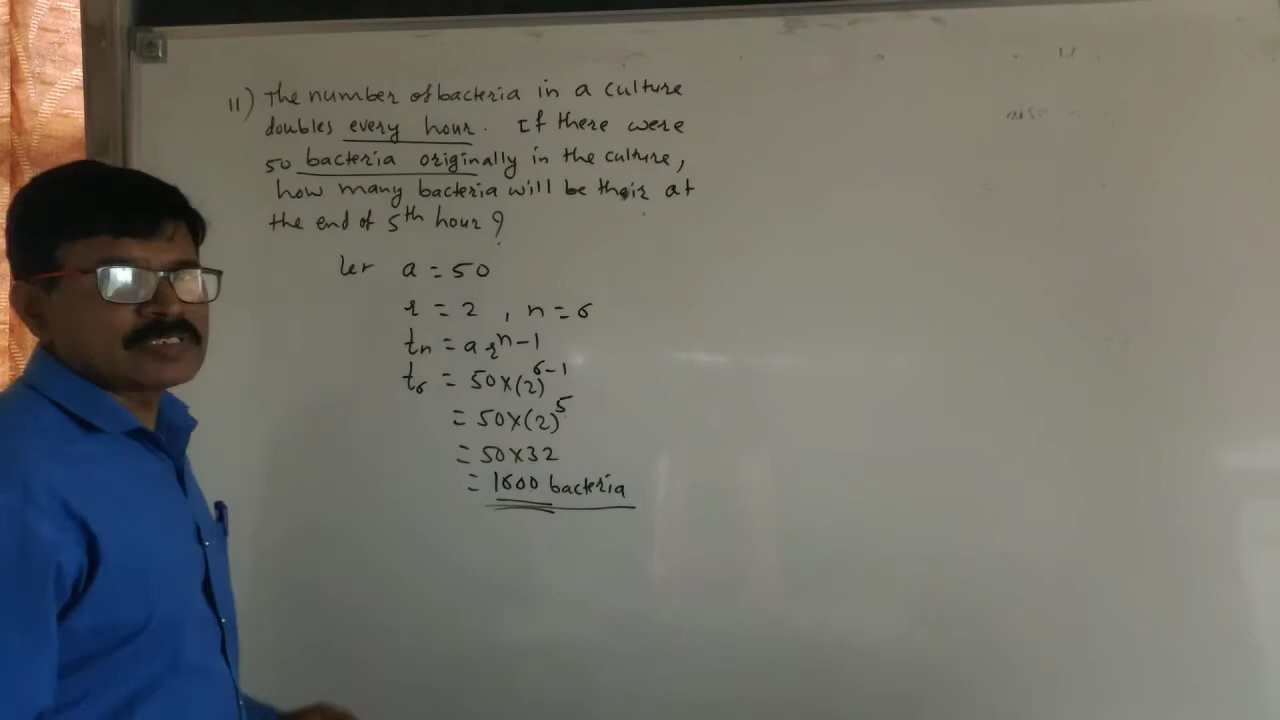 11) The number of bacteria in a culture
doubles every hour. If there were
50 bacteria originally in the culture,
how many bacteria will be their at
the end of 5th hour?
let a = 50
r = 2 , n = 6
tn = a r^n-1
t6 = 50×(2)^6-1
= 50×(2)^5
= 50×32
= 1600 bacteria